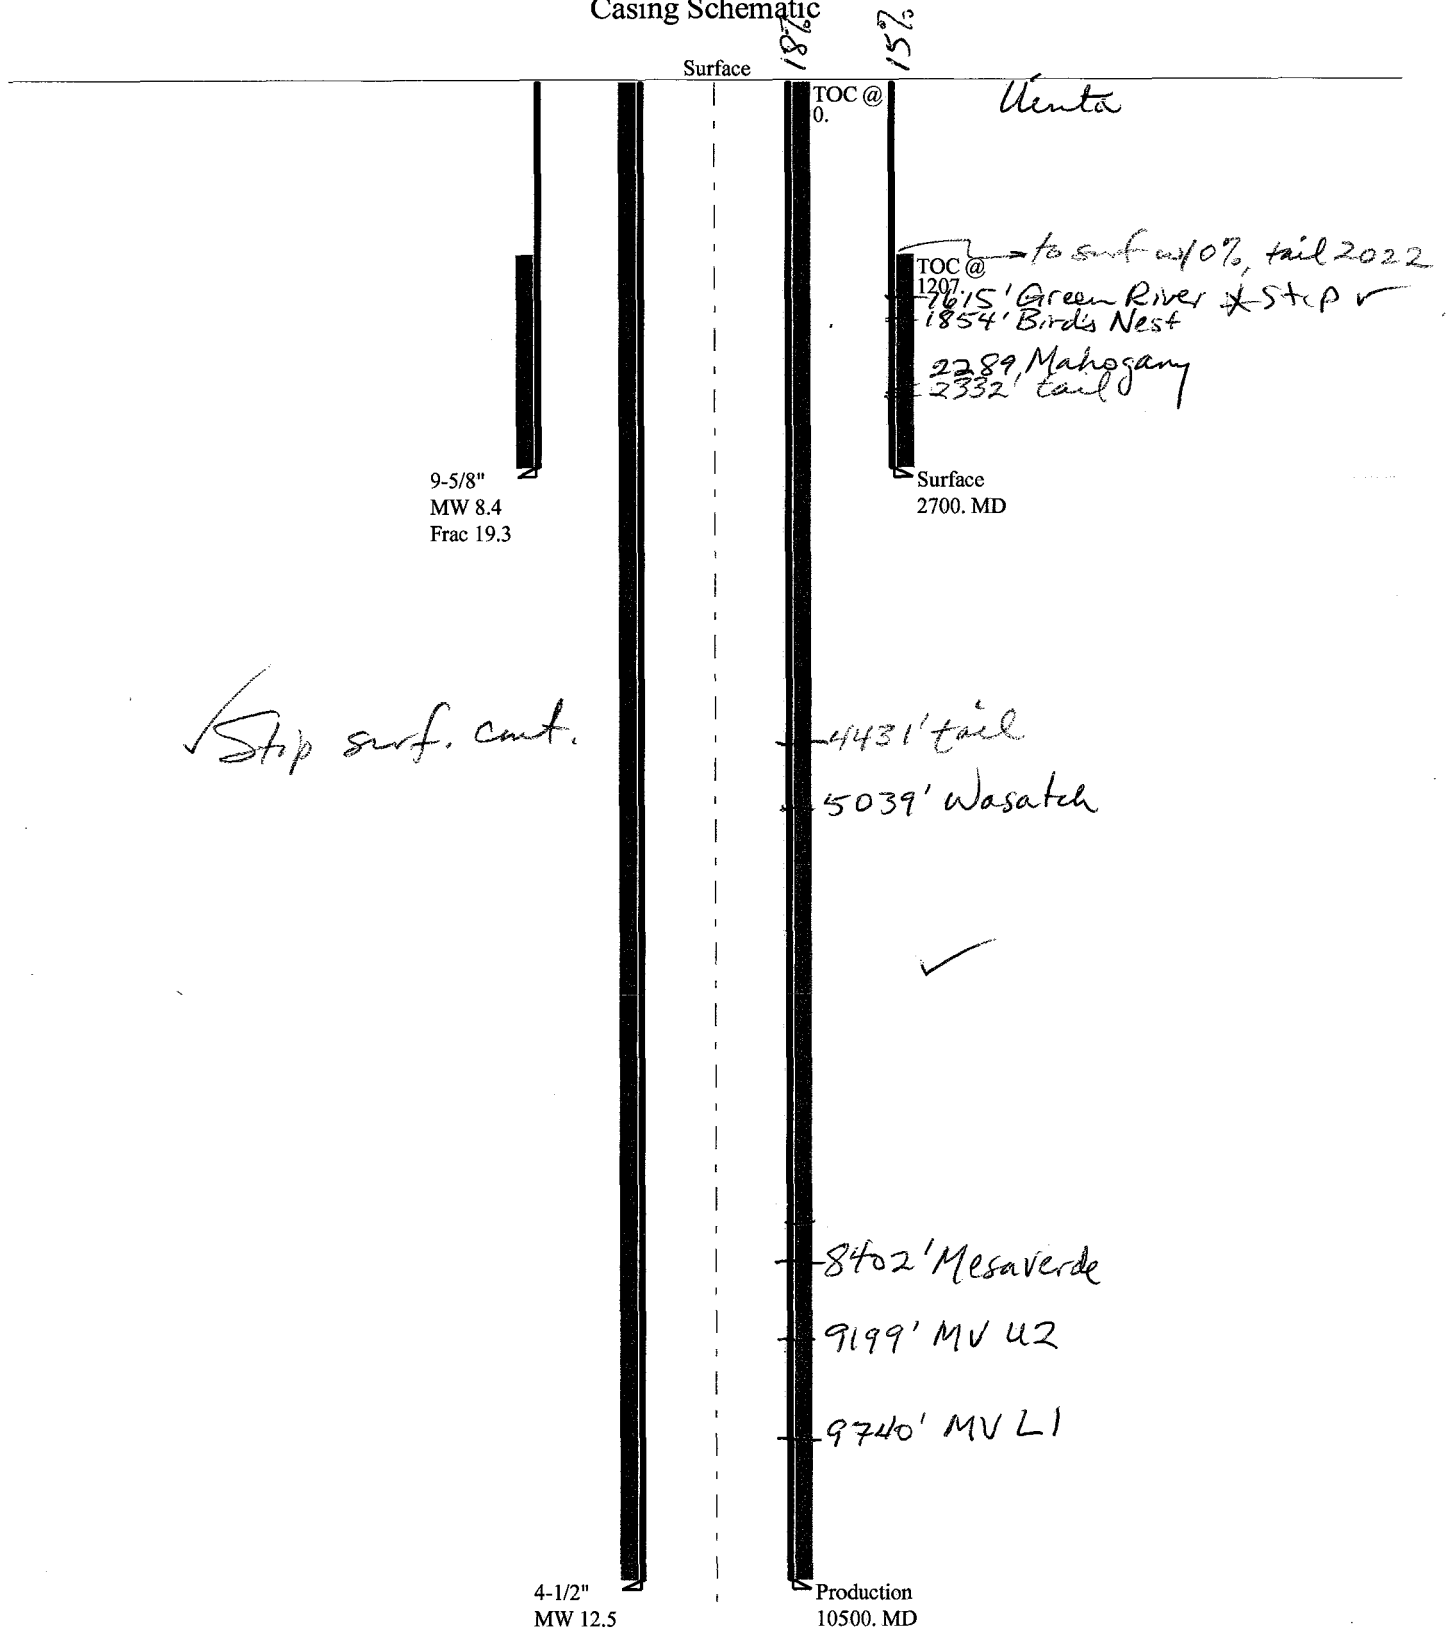 Casing Schematic
18%
15%
Surface
TOC @
0.
Uinta
to surf w/0%, tail 2022
TOC @
1207.
1615' Green River * Stip ✓
1854' Bird's Nest
2289' Mahogany
2332' tail
9-5/8"
MW 8.4
Frac 19.3
Surface
2700. MD
✓ Stip surf. cmt.
4431' tail
5039' Wasatch
✓
8402' Mesaverde
9199' MV U2
9740' MV L1
4-1/2"
MW 12.5
Production
10500. MD